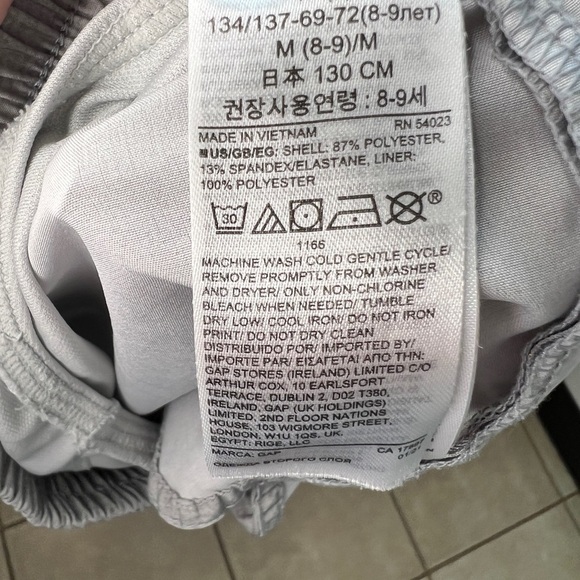 134/137-69-72(8-9лет)
M (8-9)/M
日本 130 CM
권장사용연령 : 8-9세
MADE IN VIETNAM RN 54023
US/GB/EG: SHELL: 87% POLYESTER,
13% SPANDEX/ELASTANE, LINER:
100% POLYESTER
30
®
1166
MACHINE WASH COLD GENTLE CYCLE/
REMOVE PROMPTLY FROM WASHER
AND DRYER/ ONLY NON-CHLORINE
BLEACH WHEN NEEDED/ TUMBLE
DRY LOW/ COOL IRON/ DO NOT IRON
PRINT/ DO NOT DRY CLEAN
DISTRIBUIDO POR/ IMPORTED BY/
IMPORTE PAR/ ΕΙΣΑΓΕΤΑΙ ΑΠΟ ΤΗΝ:
GAP STORES (IRELAND) LIMITED C/O
ARTHUR COX, 10 EARLSFORT
TERRACE, DUBLIN 2, D02 T380,
IRELAND, GAP (UK HOLDINGS)
LIMITED, 2ND FLOOR NATIONS
HOUSE, 103 WIGMORE STREET,
LONDON, W1U 1QS, UK.
EGYPT: RIGE, LLC
MARCA: GAP CA
ОДЕЖДА ВТОРОГО СЛОЯ